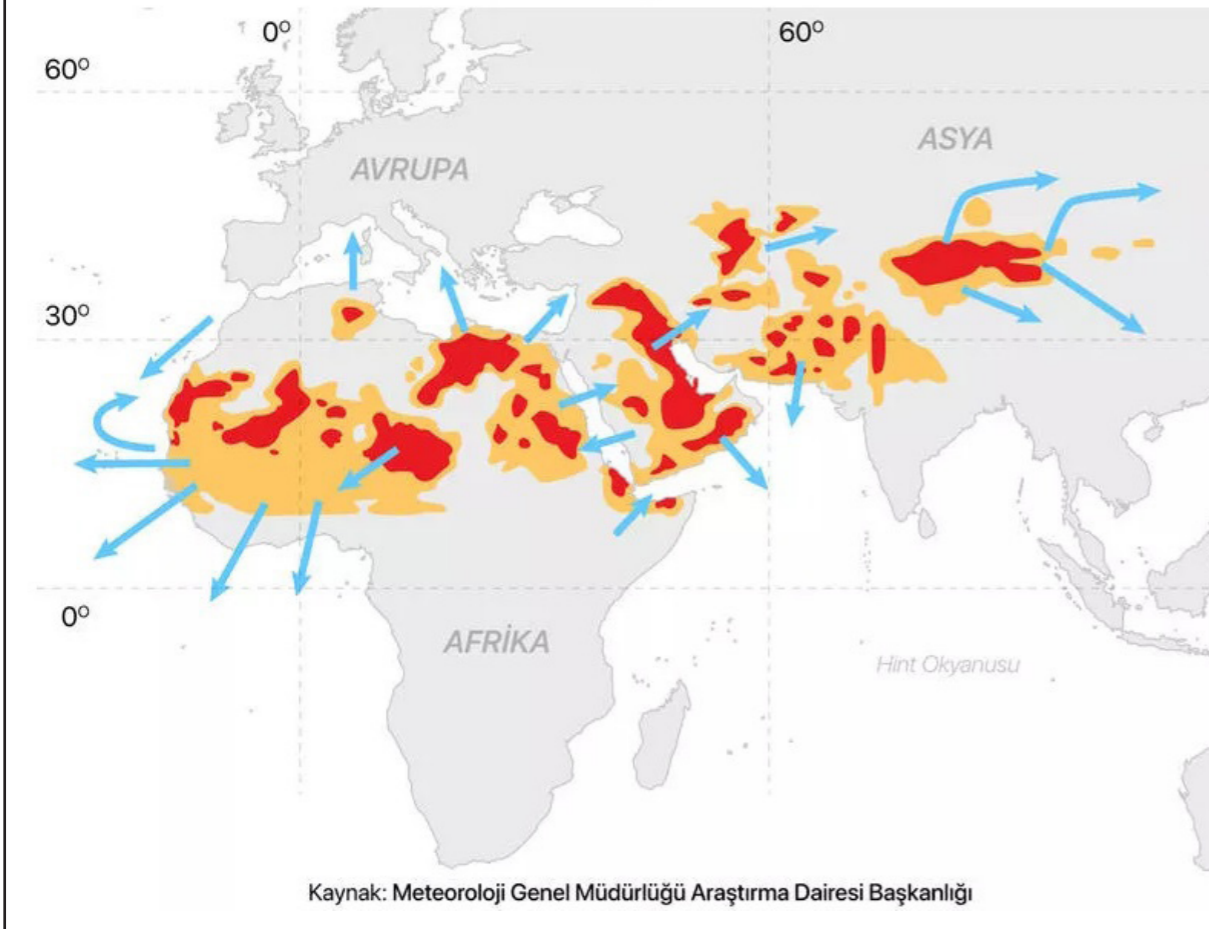 0°
60°
60°
ASYA
AVRUPA
30°
0°
AFRİKA
Hint Okyanusu
Kaynak: Meteoroloji Genel Müdürlüğü Araştırma Dairesi Başkanlığı